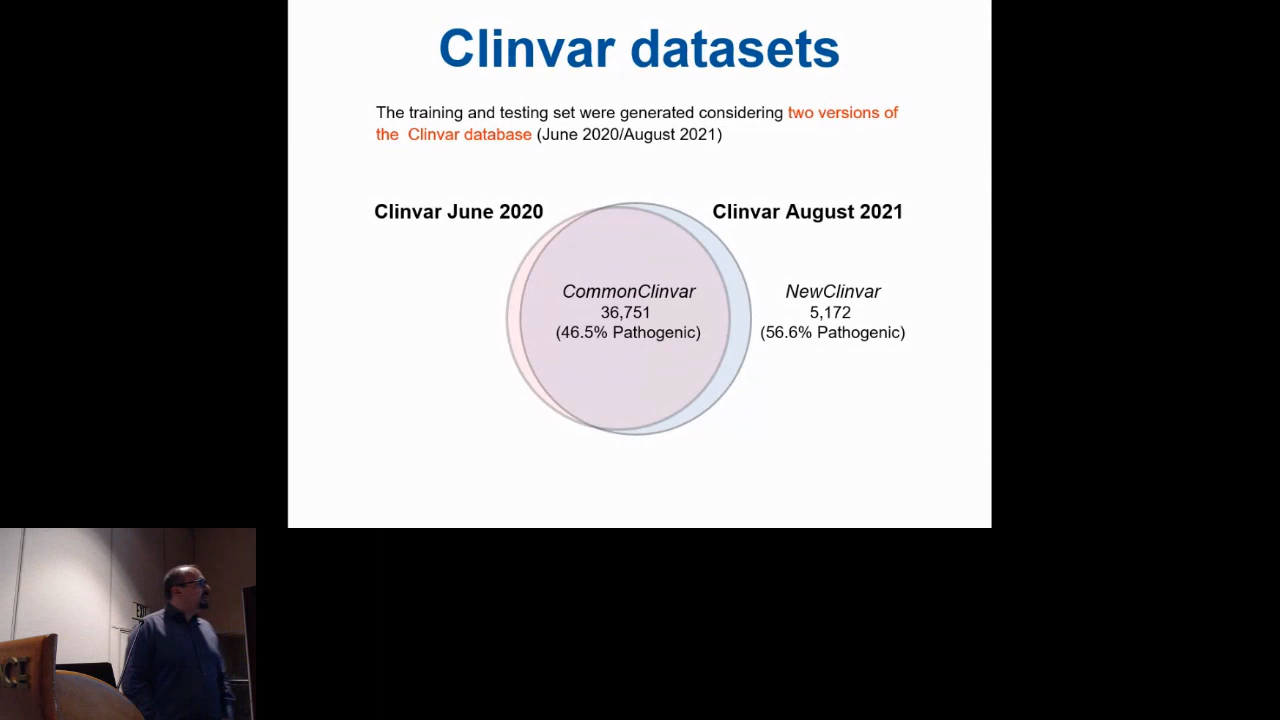 Clinvar datasets
The training and testing set were generated considering two versions of
the Clinvar database (June 2020/August 2021)
Clinvar June 2020
Clinvar August 2021
CommonClinvar
36,751
(46.5% Pathogenic)
NewClinvar
5,172
(56.6% Pathogenic)